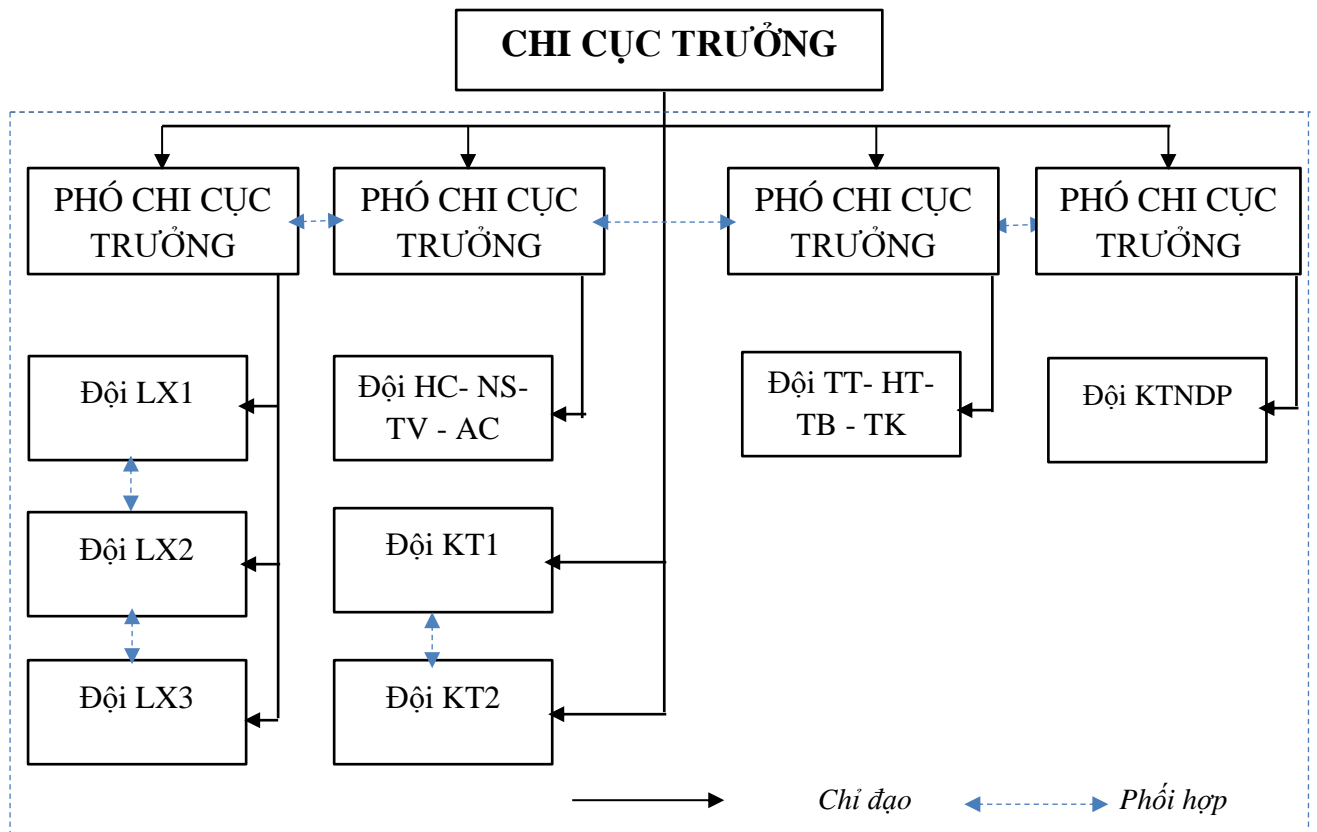 CHI CỤC TRƯỞNG
PHÓ CHI CỤC
TRƯỞNG
PHÓ CHI CỤC
TRƯỞNG
PHÓ CHI CỤC
TRƯỞNG
PHÓ CHI CỤC
TRƯỞNG
Đội LX1
Đội HC- NS-
TV - AC
Đội TT- HT-
TB - TK
Đội KTNDP
Đội LX2
Đội KT1
Đội LX3
Đội KT2
Chỉ đạo
Phối hợp